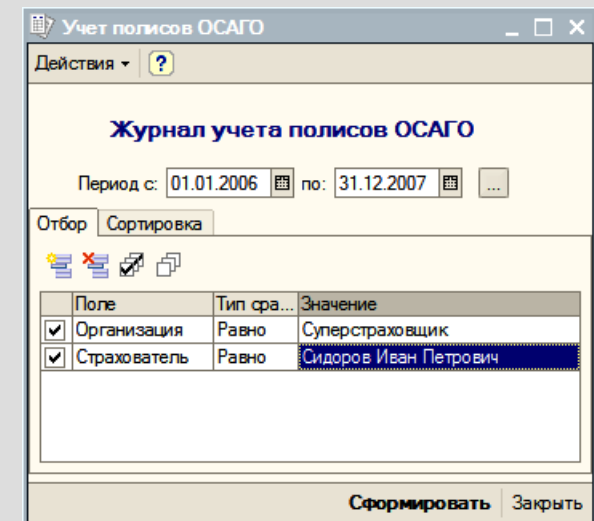 Учет полисов ОСАГО
Действия ?
Журнал учета полисов ОСАГО
Период с: 01.01.2006 по: 31.12.2007 ...
Отбор Сортировка
Поле Тип сра... Значение
Организация Равно Суперстраховщик
Страхователь Равно Сидоров Иван Петрович
Сформировать Закрыть